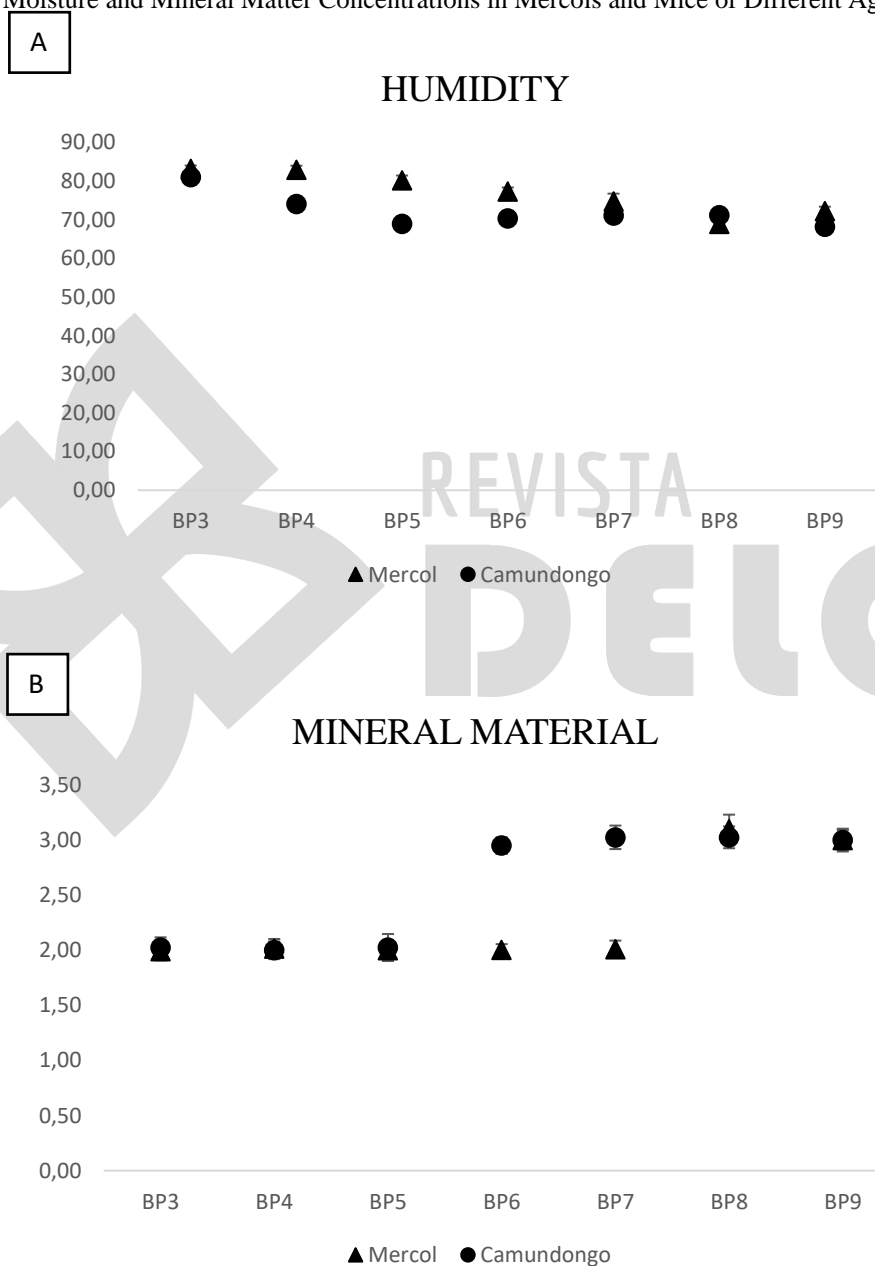 Moisture and Mineral Matter Concentrations in Mercols and Mice of Different
A
HUMIDITY
90,00
80,00
70,00
60,00
50,00
40,00
30,00
20,00
10,00
0,00
BP3 BP4 BP5 BP6 BP7 BP8 BP9
Mercol Camundongo
REVISTA
B
MINERAL MATERIAL
3,50
3,00
2,50
2,00
1,50
1,00
0,50
0,00
BP3 BP4 BP5 BP6 BP7 BP8 BP9
Mercol Camundongo